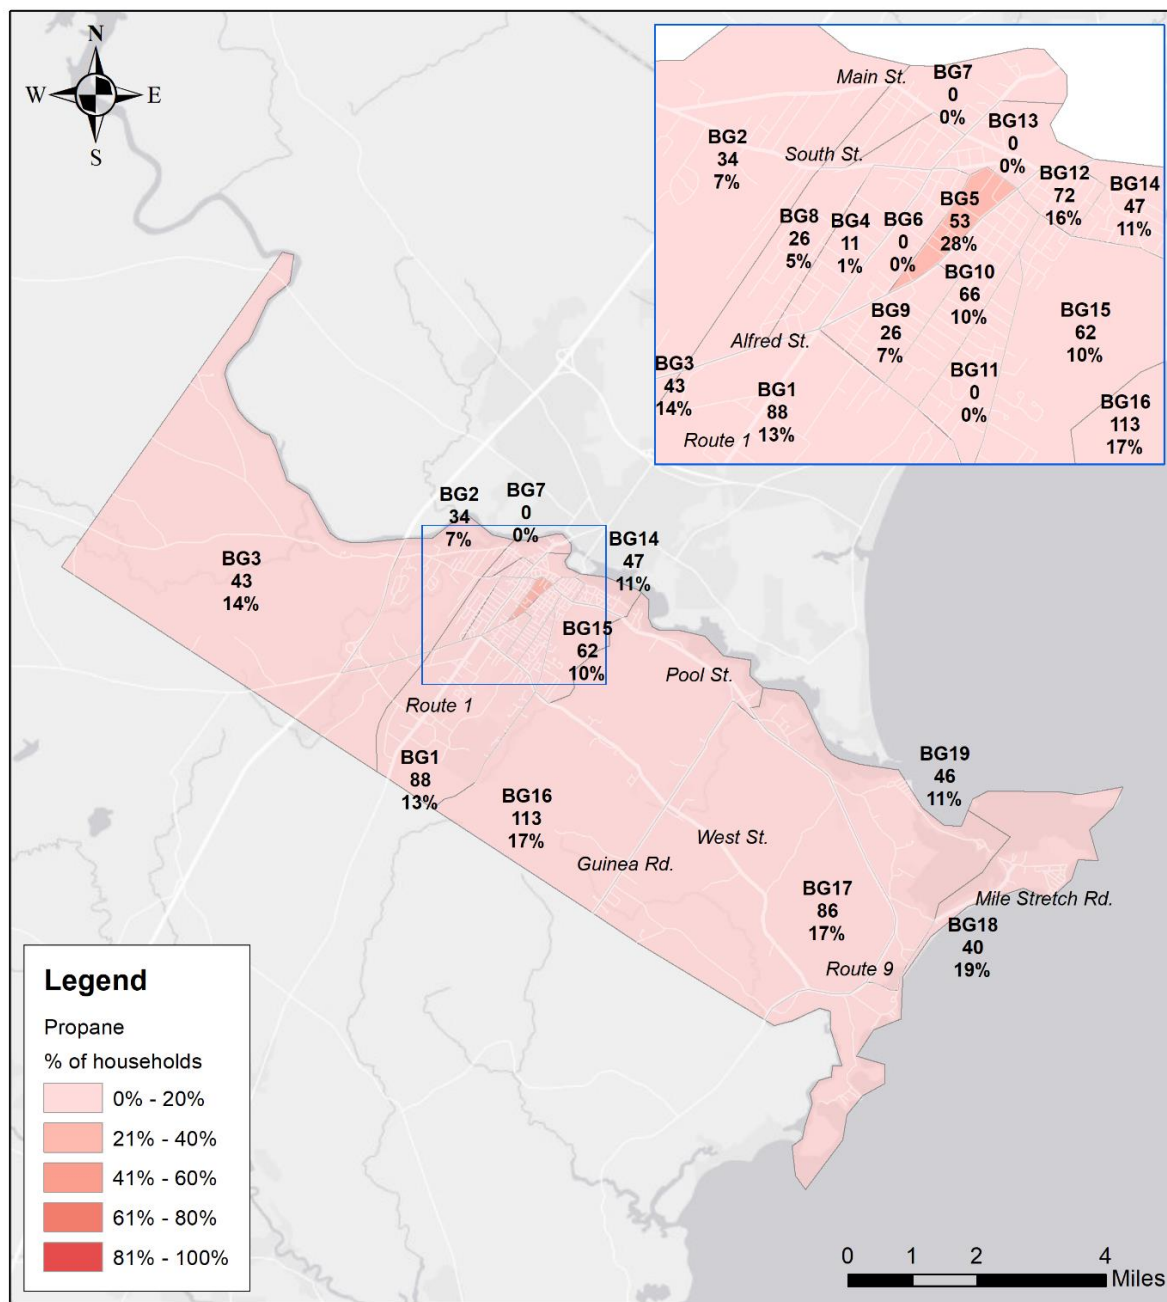 N
W E
S
Main St.
BG7
0
0%
BG13
0
0%
BG2
34
7%
South St.
BG12
72
16%
BG14
47
11%
BG8
26
5%
BG4
11
1%
BG6
0
0%
BG5
53
28%
BG10
66
10%
BG9
26
7%
BG15
62
10%
Alfred St.
BG3
43
14%
BG1
88
13%
BG11
0
0%
BG16
113
17%
Route 1
BG2
34
7%
BG7
0
0%
BG14
47
11%
BG3
43
14%
BG15
62
10%
Pool St.
Route 1
BG1
88
13%
BG16
113
17%
BG19
46
11%
West St.
Guinea Rd.
BG17
86
17%
Mile Stretch Rd.
BG18
40
19%
Route 9
Legend
Propane
% of households
0% - 20%
21% - 40%
41% - 60%
61% - 80%
81% - 100%
0 1 2 4
Miles